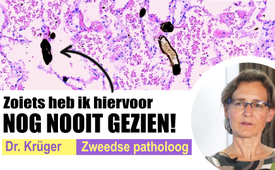 Zoiets heb ik hiervoor
NOG NOOIT GEZIEN!
Dr. Krüger Zweedse patholoog